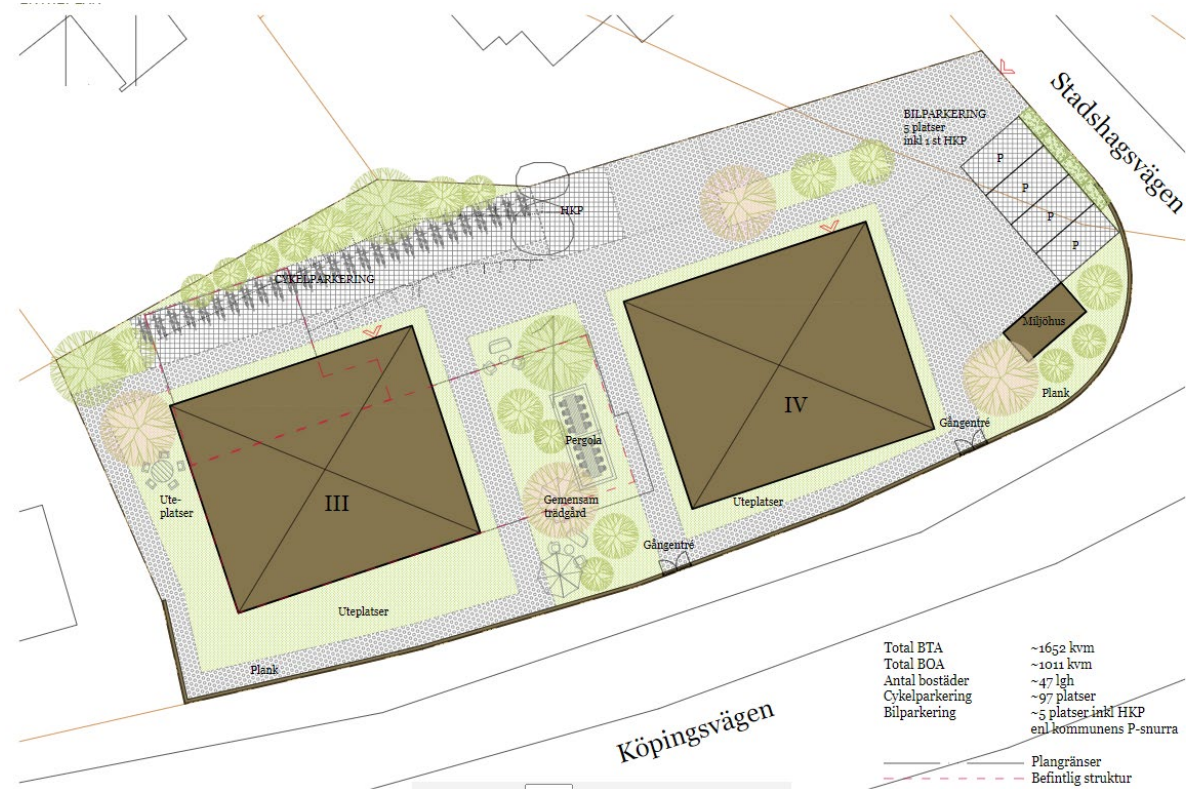 Stadshagsvägen
BILPARKERING
5 platser
inkl 1 st HKP
P
P
P
P
HKP
CYKELPARKERING
Miljöhus
Plank
IV
Gångentré
Pergola
Ute-
platser
III
Gemensam
trädgård
Uteplatser
Gångentré
Uteplatser
Plank
Köpingsvägen
Total BTA ~1652 kvm
Total BOA ~1011 kvm
Antal bostäder ~47 lgh
Cykelparkering ~97 platser
Bilparkering ~5 platser inkl HKP
enl kommunens P-snurra
Plangränser
Befintlig struktur